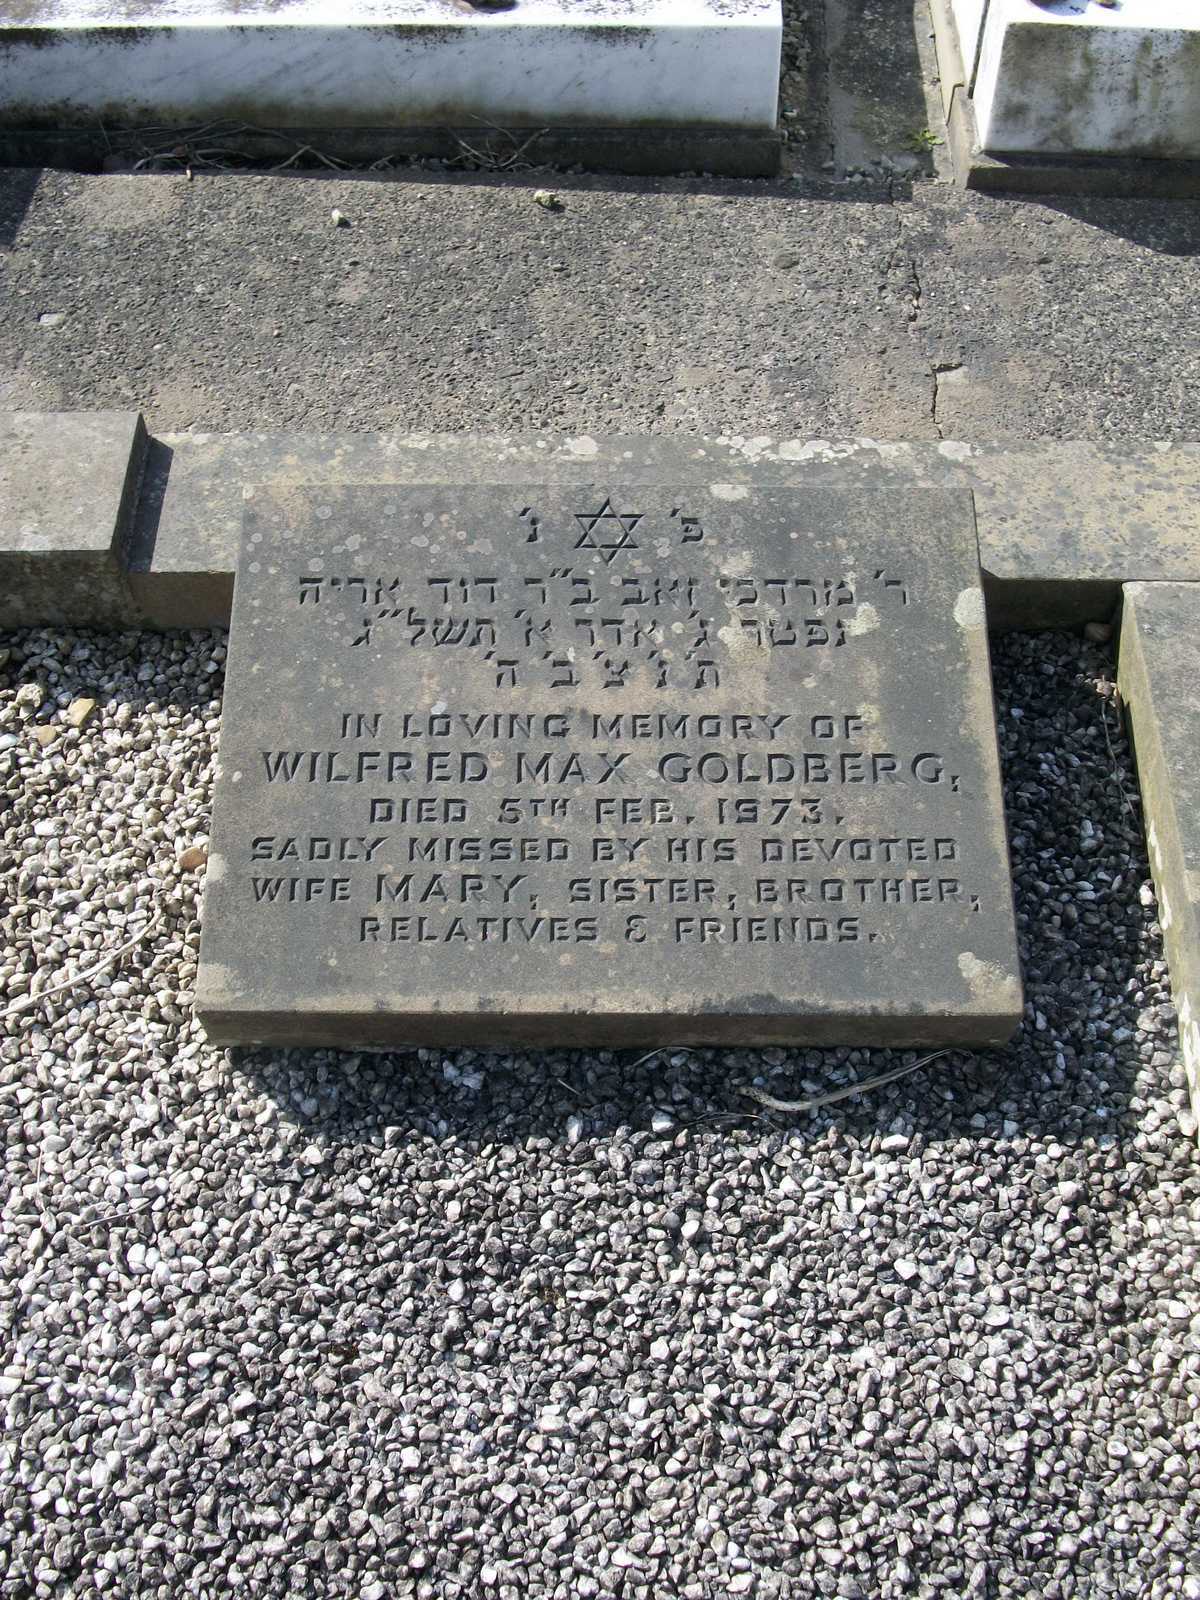 פ' נ'
ר' מרדכי זאב ב"ר דוד אריה
נפטר ג' אדר א' תשל"ג
ת' נ' צ' ב' ה'
IN LOVING MEMORY OF
WILFRED MAX GOLDBERG,
DIED 5TH FEB. 1973.
SADLY MISSED BY HIS DEVOTED
WIFE MARY, SISTER, BROTHER,
RELATIVES & FRIENDS.